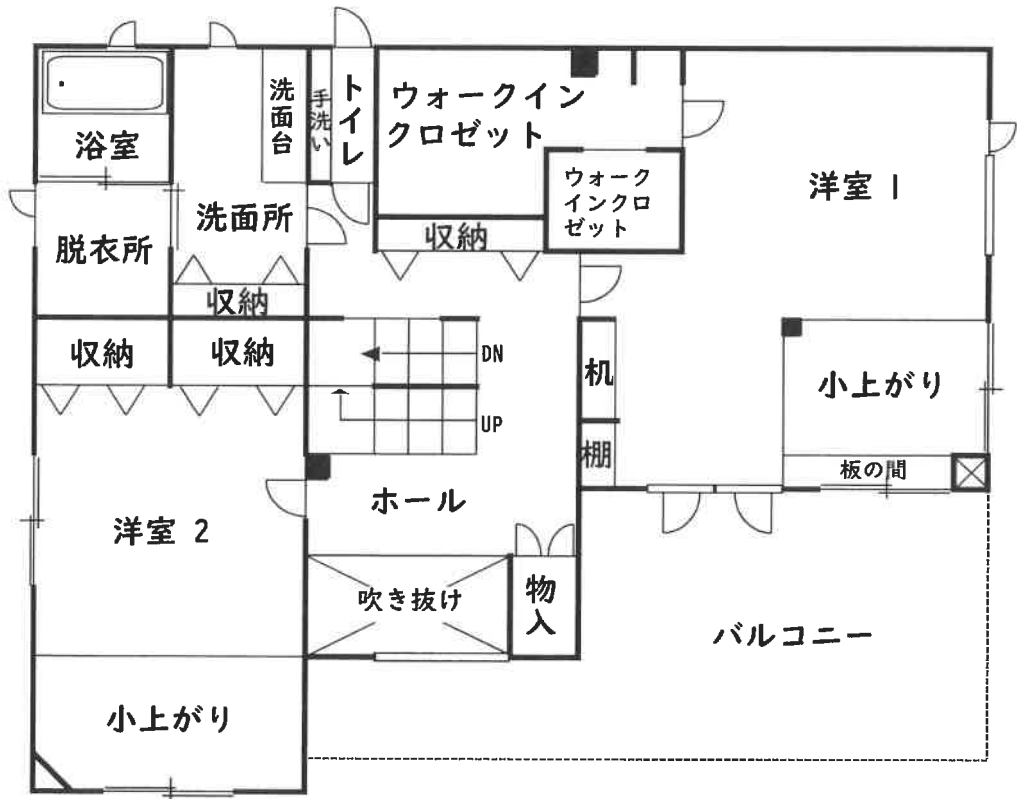 浴室
洗面台
手洗い
トイレ
ウォークイン
クロゼット
ウォーク
インクロ
ゼット
洋室 1
脱衣所
洗面所
収納
収納
収納
収納
DN
UP
机
棚
小上がり
板の間
ホール
洋室 2
吹き抜け
物入
バルコニー
小上がり